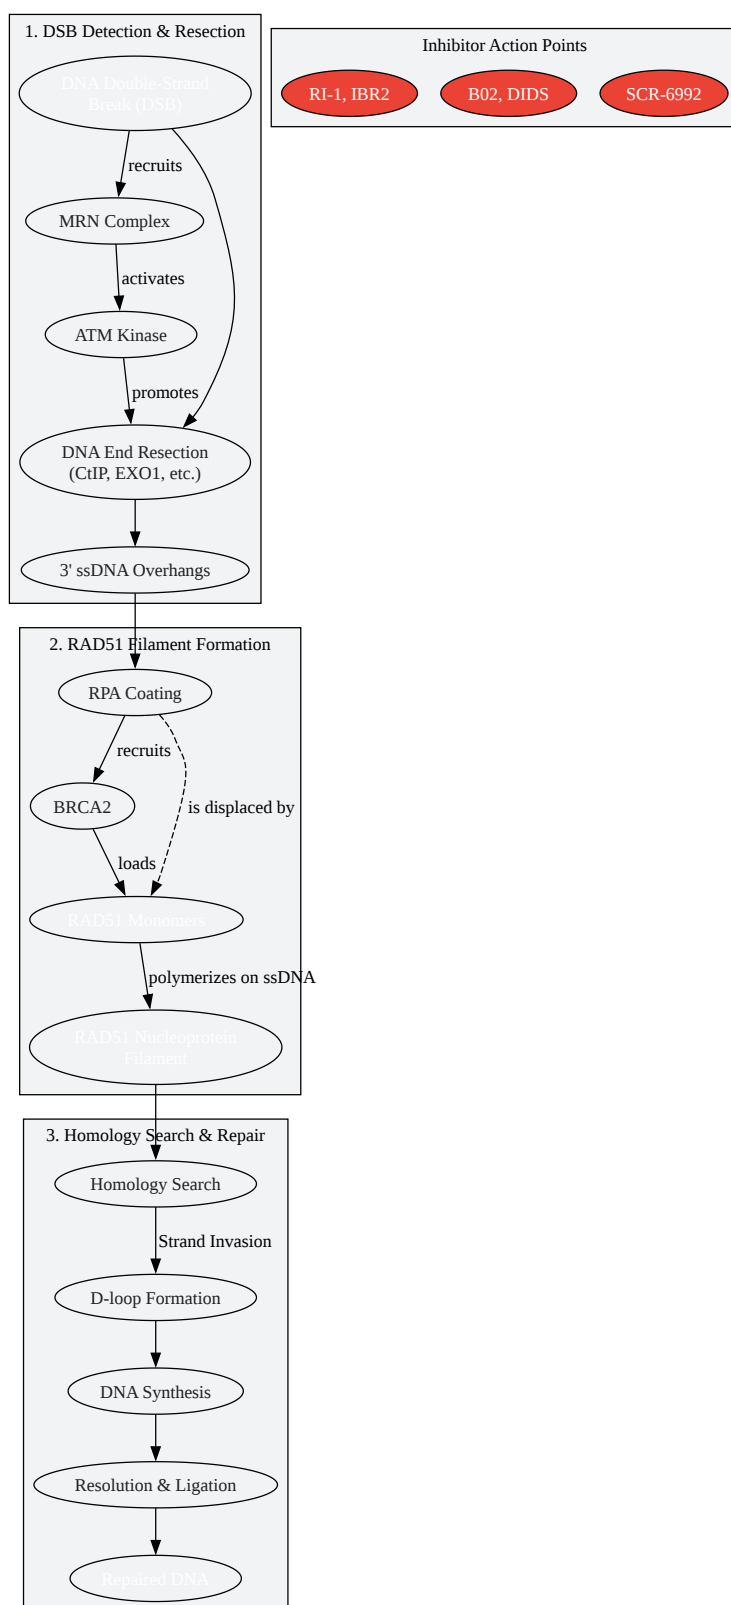 1. DSB Detection & Resection
DNA Double-Strand
Break (DSB)
recruits
MRN Complex
activates
ATM Kinase
promotes
DNA End Resection
(CtIP, EXO1, etc.)
3' ssDNA Overhangs
Inhibitor Action Points
RI-1, IBR2
B02, DIDS
SCR-6992
2. RAD51 Filament Formation
RPA Coating
recruits
BRCA2
is displaced by
loads
RAD51 Monomers
polymerizes on ssDNA
RAD51 Nucleoprotein
Filament
3. Homology Search & Repair
Homology Search
Strand Invasion
D-loop Formation
DNA Synthesis
Resolution & Ligation
Repaired DNA